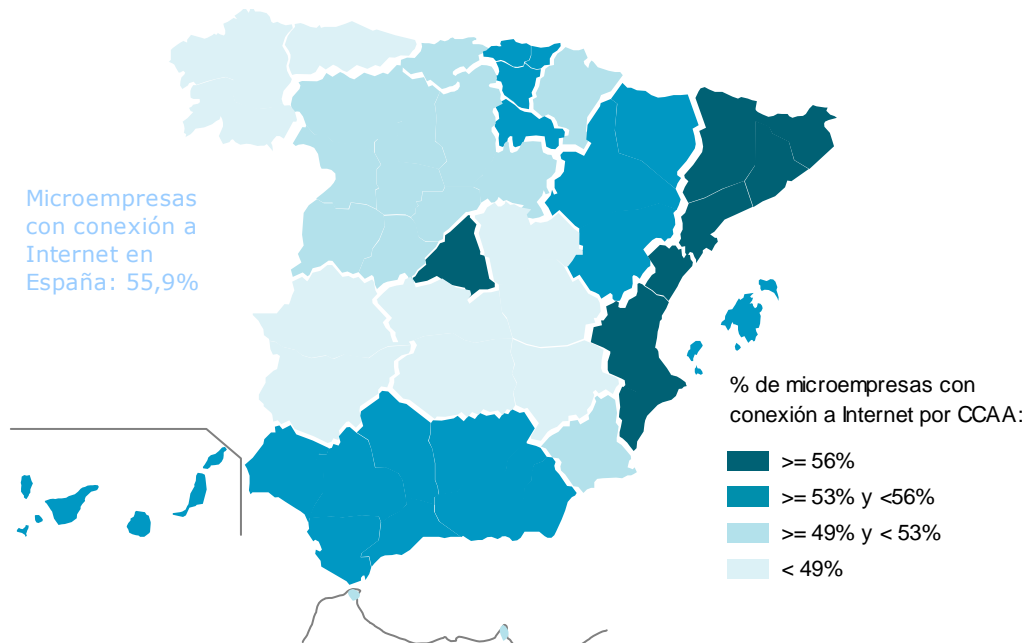 Microempresas
con conexión a
Internet en
España: 55,9%
% de microempresas con
conexión a Internet por CCAA:
>= 56%
>= 53% y <56%
>= 49% y < 53%
< 49%